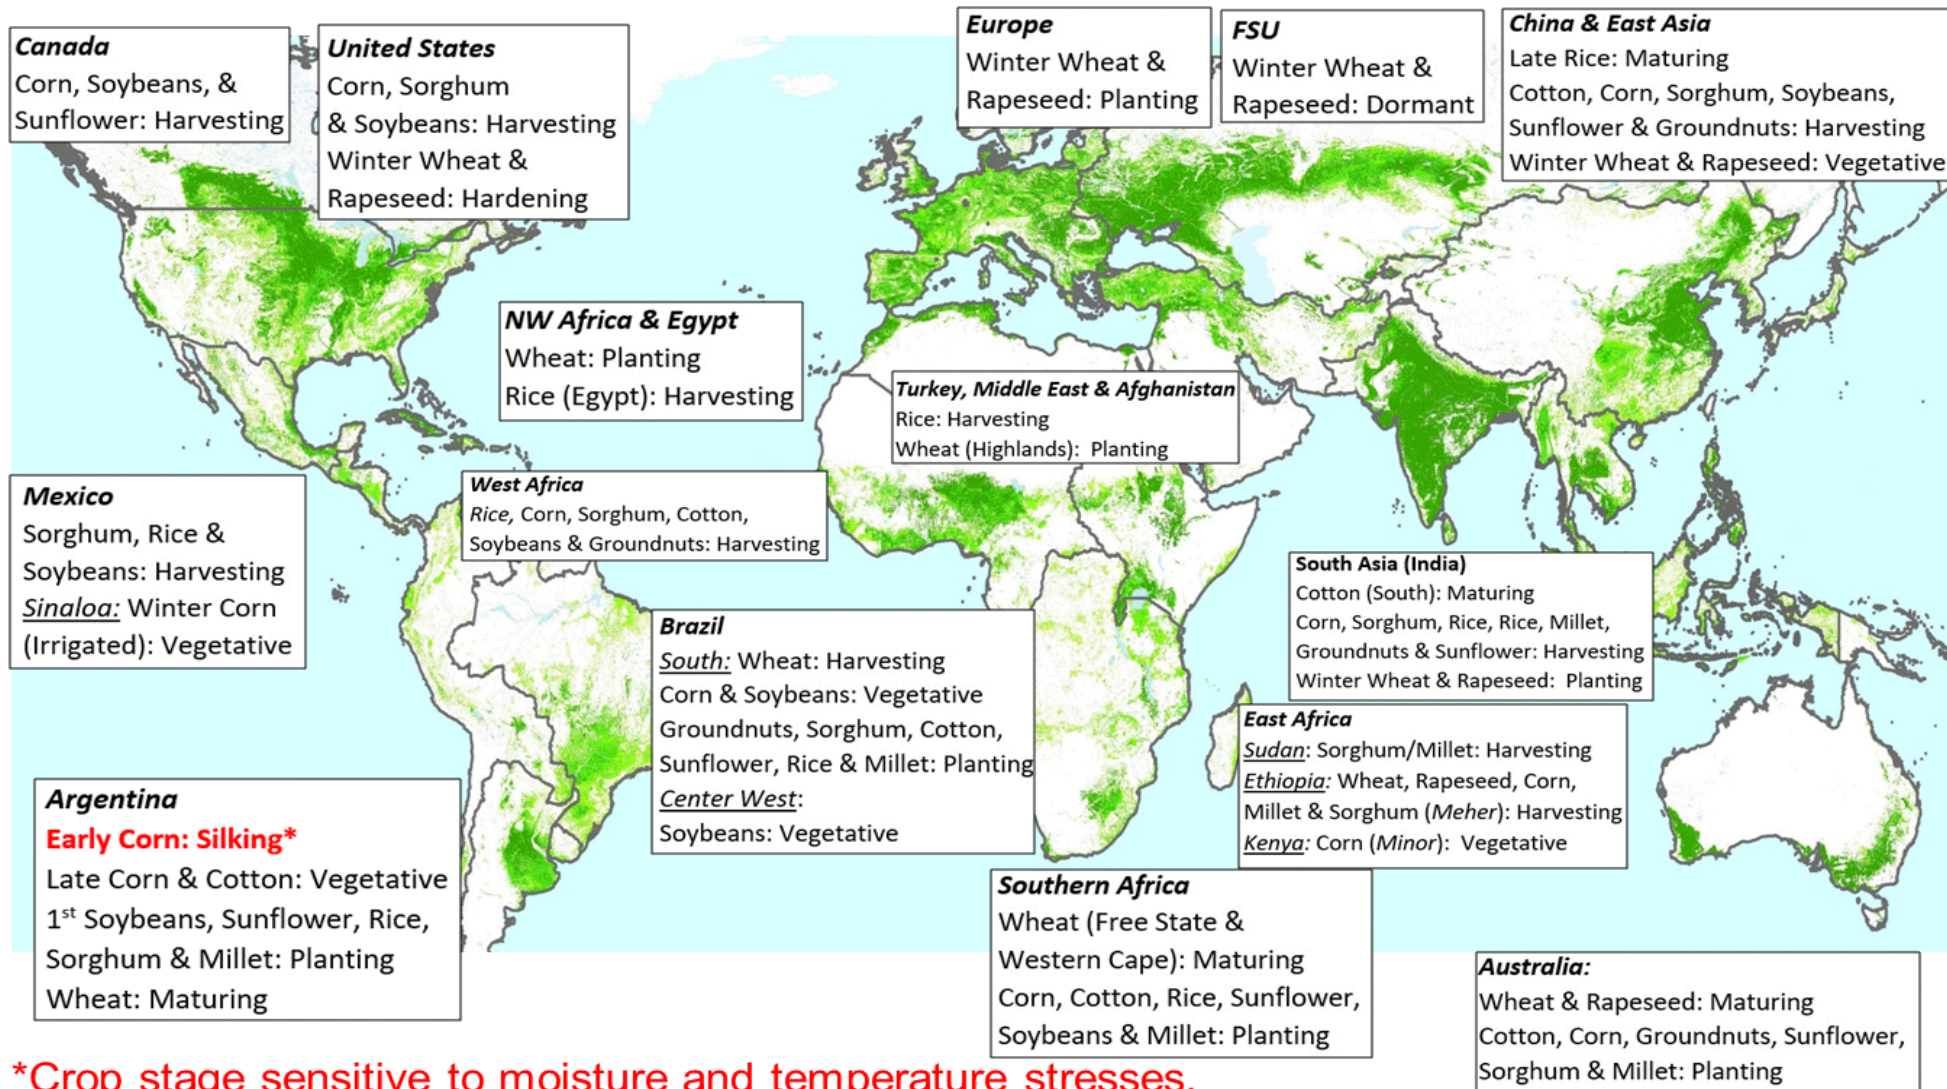 Canada
Corn, Soybeans, &
Sunflower: Harvesting
United States
Corn, Sorghum
& Soybeans: Harvesting
Winter Wheat &
Rapeseed: Hardening
Europe
Winter Wheat &
Rapeseed: Planting
FSU
Winter Wheat &
Rapeseed: Dormant
China & East Asia
Late Rice: Maturing
Cotton, Corn, Sorghum, Soybeans,
Sunflower & Groundnuts: Harvesting
Winter Wheat & Rapeseed: Vegetative
NW Africa & Egypt
Wheat: Planting
Rice (Egypt): Harvesting
Turkey, Middle East & Afghanistan
Rice: Harvesting
Wheat (Highlands):  Planting
Mexico
Sorghum, Rice &
Soybeans: Harvesting
Sinaloa: Winter Corn
(Irrigated): Vegetative
West Africa
Rice, Corn, Sorghum, Cotton,
Soybeans & Groundnuts: Harvesting
South Asia (India)
Cotton (South): Maturing
Corn, Sorghum, Rice, Rice, Millet,
Groundnuts & Sunflower: Harvesting
Winter Wheat & Rapeseed:  Planting
Brazil
South: Wheat: Harvesting
Corn & Soybeans: Vegetative
Groundnuts, Sorghum, Cotton,
Sunflower, Rice & Millet: Planting
Center West:
Soybeans: Vegetative
East Africa
Sudan: Sorghum/Millet: Harvesting
Ethiopia: Wheat, Rapeseed, Corn,
Millet & Sorghum (Meher): Harvesting
Kenya: Corn (Minor):  Vegetative
Argentina
Early Corn: Silking*
Late Corn & Cotton: Vegetative
1st Soybeans, Sunflower, Rice,
Sorghum & Millet: Planting
Wheat: Maturing
Southern Africa
Wheat (Free State &
Western Cape): Maturing
Corn, Cotton, Rice, Sunflower,
Soybeans & Millet: Planting
Australia:
Wheat & Rapeseed: Maturing
Cotton, Corn, Groundnuts, Sunflower,
Sorghum & Millet: Planting
*Crop stage sensitive to moisture and temperature stresses.